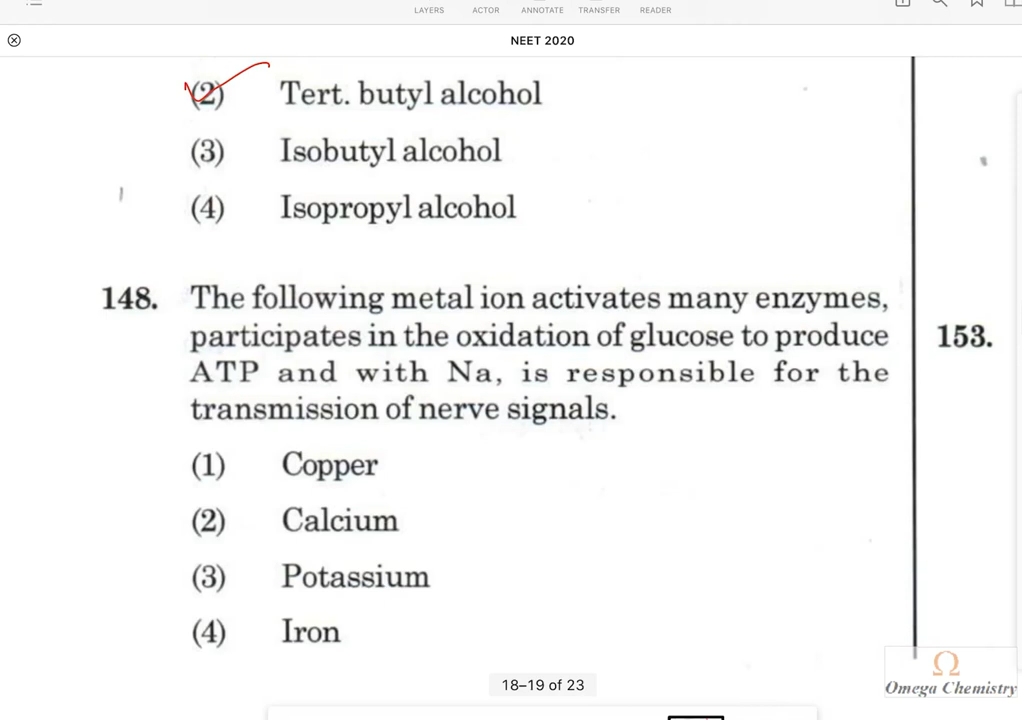 LAYERS ACTOR ANNOTATE TRANSFER READER
NEET 2020
(2) Tert. butyl alcohol
(3) Isobutyl alcohol
(4) Isopropyl alcohol
148. The following metal ion activates many enzymes,
participates in the oxidation of glucose to produce
ATP and with Na, is responsible for the
transmission of nerve signals.
(1) Copper
(2) Calcium
(3) Potassium
(4) Iron
153.
18–19 of 23
Ω
Omega Chemistry